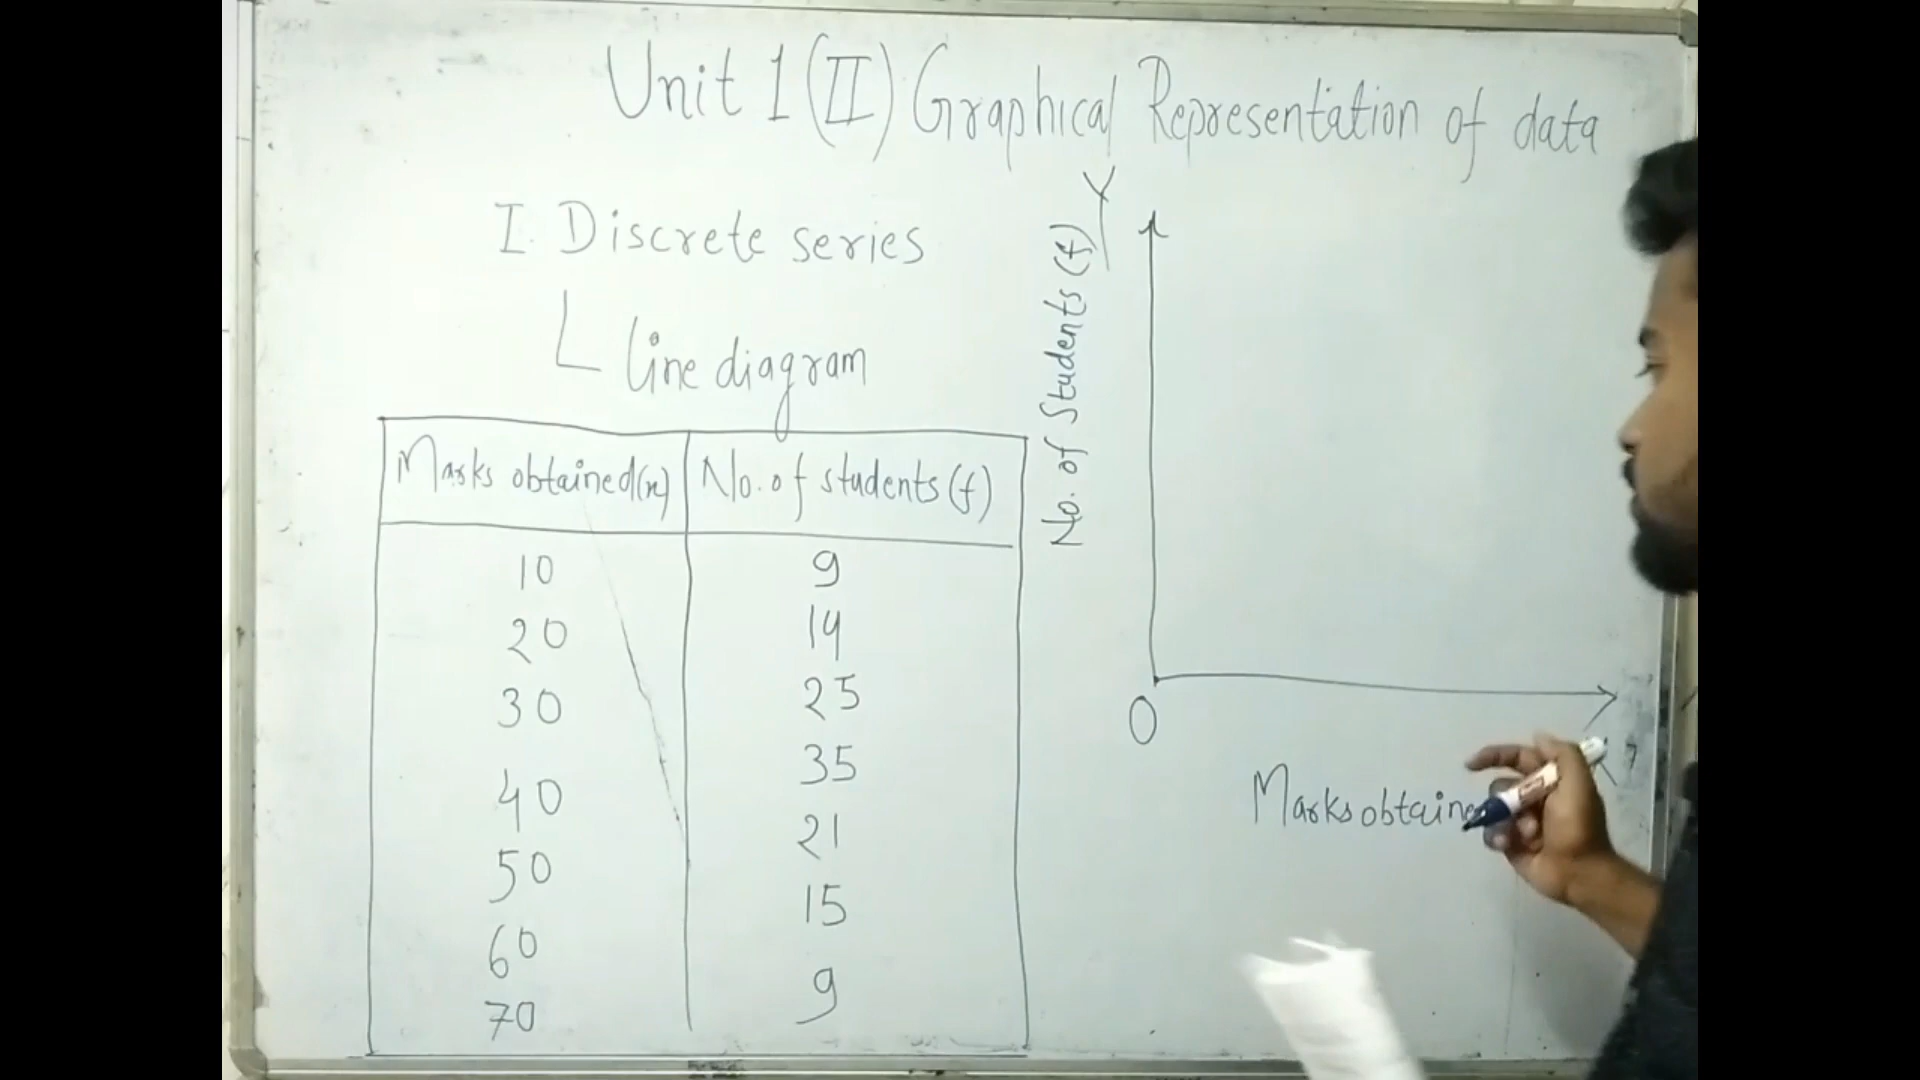 Unit 1 (II) Graphical Representation of data
I. Discrete series
Line diagram
Marks obtained(x) No. of students (f)
10 9
20 14
30 25
40 35
50 21
60 15
70 9
Y
No. of Students (f)
O
X
Marks obtaine